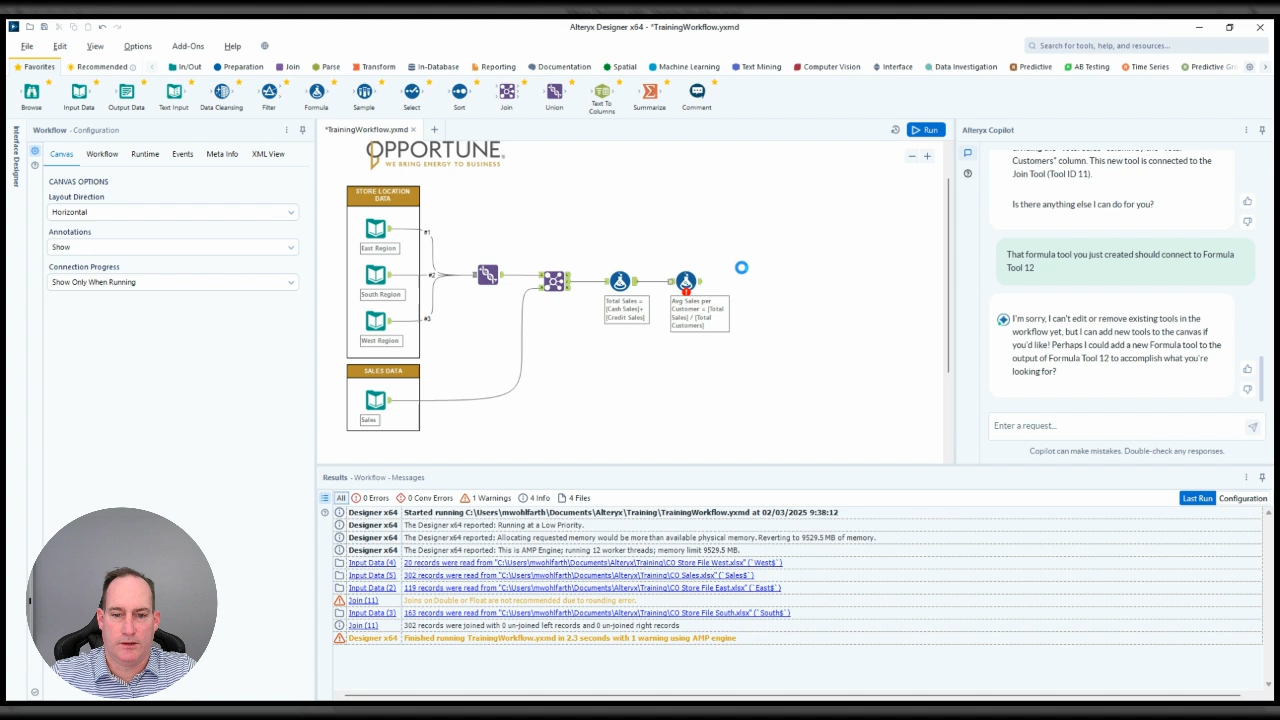 Alteryx Designer x64 - *TrainingWorkflow.yxmd
File Edit View Options Add-Ons Help
Search for tools, help, and resources...
Favorites Recommended In/Out Preparation Join Parse Transform In-Database Reporting Documentation Spatial Machine Learning Text Mining Computer Vision Interface Data Investigation Predictive AB Testing Time Series Predictive Gr
Browse Input Data Output Data Text Input Data Cleansing Filter Formula Sample Select Sort Join Union Text To Columns Summarize Comment
Interface Designer
Workflow - Configuration
Canvas Workflow Runtime Events Meta Info XML View
CANVAS OPTIONS
Layout Direction
Horizontal
Annotations
Show
Connection Progress
Show Only When Running
*TrainingWorkflow.yxmd
Run
OPPORTUNE
WE BRING ENERGY TO BUSINESS
STORE LOCATION
DATA
#1
East Region
#2
South Region
#3
West Region
SALES DATA
Sales
Total Sales =
[Cash Sales]+
[Credit Sales]
Avg Sales per
Customer = [Total
Sales] / [Total
Customers]
Alteryx Copilot
Customers" column. This new tool is connected to the
Join Tool (Tool ID 11).
Is there anything else I can do for you?
That formula tool you just created should connect to Formula
Tool 12
I'm sorry, I can't edit or remove existing tools in the
workflow yet, but I can add new tools to the canvas if
you'd like! Perhaps I could add a new Formula tool to the
output of Formula Tool 12 to accomplish what you're
looking for?
Enter a request...
Copilot can make mistakes. Double-check any responses.
Results - Workflow - Messages
All 0 Errors 0 Conv Errors 1 Warnings 4 Info 4 Files Last Run Configuration
Designer x64 Started running C:\Users\mwohlfarth\Documents\Alteryx\Training\TrainingWorkflow.yxmd at 02/03/2025 9:38:12
Designer x64 The Designer x64 reported: Running at a Low Priority.
Designer x64 The Designer x64 reported: Allocating requested memory would be more than available physical memory. Reverting to 9529.5 MB of memory.
Designer x64 The Designer x64 reported: This is AMP Engine; running 12 worker threads; memory limit 9529.5 MB.
Input Data (4) 20 records were read from "C:\Users\mwohlfarth\Documents\Alteryx\Training\CO Store File West.xlsx" (`West$`)
Input Data (5) 302 records were read from "C:\Users\mwohlfarth\Documents\Alteryx\Training\CO Sales.xlsx" (`Sales$`)
Input Data (2) 119 records were read from "C:\Users\mwohlfarth\Documents\Alteryx\Training\CO Store File East.xlsx" (`East$`)
Join (11) Joins on Double or Float are not recommended due to rounding error.
Input Data (3) 163 records were read from "C:\Users\mwohlfarth\Documents\Alteryx\Training\CO Store File South.xlsx" (`South$`)
Join (11) 302 records were joined with 0 un-joined left records and 0 un-joined right records
Designer x64 Finished running TrainingWorkflow.yxmd in 2.3 seconds with 1 warning using AMP engine